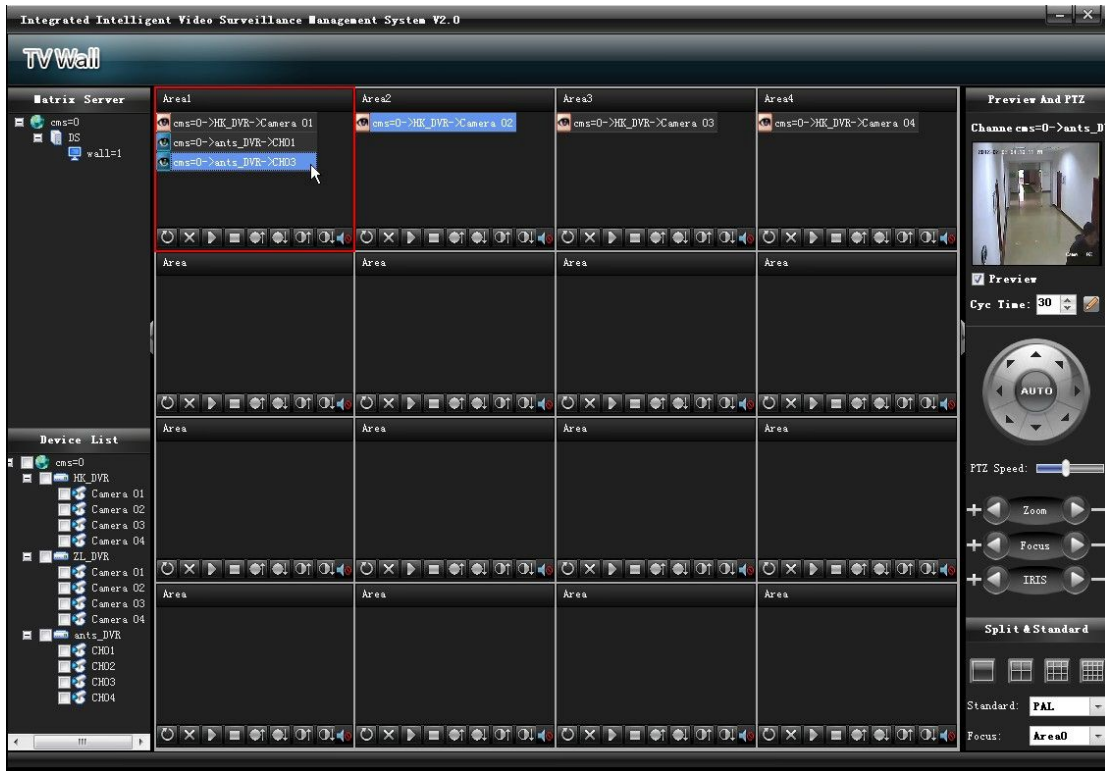 Integrated Intelligent Video Surveillance Management System V2.0
TV Wall
Matrix Server
cms=0
DS
wall=1
Area1
cms=0->HK_DVR->Camera 01
cms=0->ants_DVR->CH01
cms=0->ants_DVR->CH03
Area2
cms=0->HK_DVR->Camera 02
Area3
cms=0->HK_DVR->Camera 03
Area4
cms=0->HK_DVR->Camera 04
Area
Area
Area
Area
Area
Area
Area
Area
Area
Area
Area
Area
Device List
cms=0
HK_DVR
Camera 01
Camera 02
Camera 03
Camera 04
ZL_DVR
Camera 01
Camera 02
Camera 03
Camera 04
ants_DVR
CH01
CH02
CH03
CH04
Preview And PTZ
Channe cms=0->ants_D
Preview
Cyc Time: 30
AUTO
PTZ Speed:
+ Zoom -
+ Focus -
+ IRIS -
Split & Standard
Standard: PAL
Focus: Area0